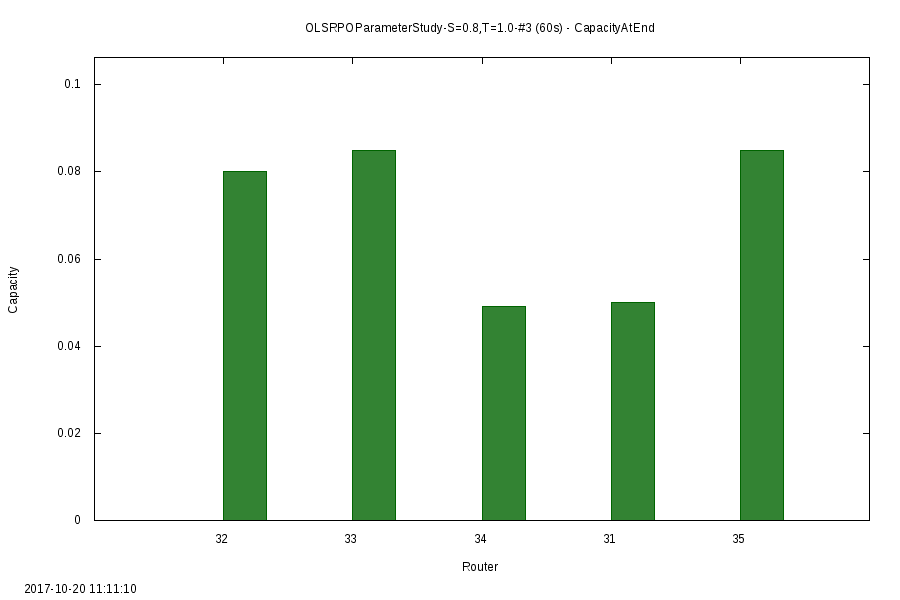 OLSRPOParameterStudy-S=0.8,T=1.0-#3 (60s) - CapacityAtEnd
0.1
0.08
0.06
0.04
0.02
0
Capacity
32 33 34 31 35
Router
2017-10-20 11:11:10